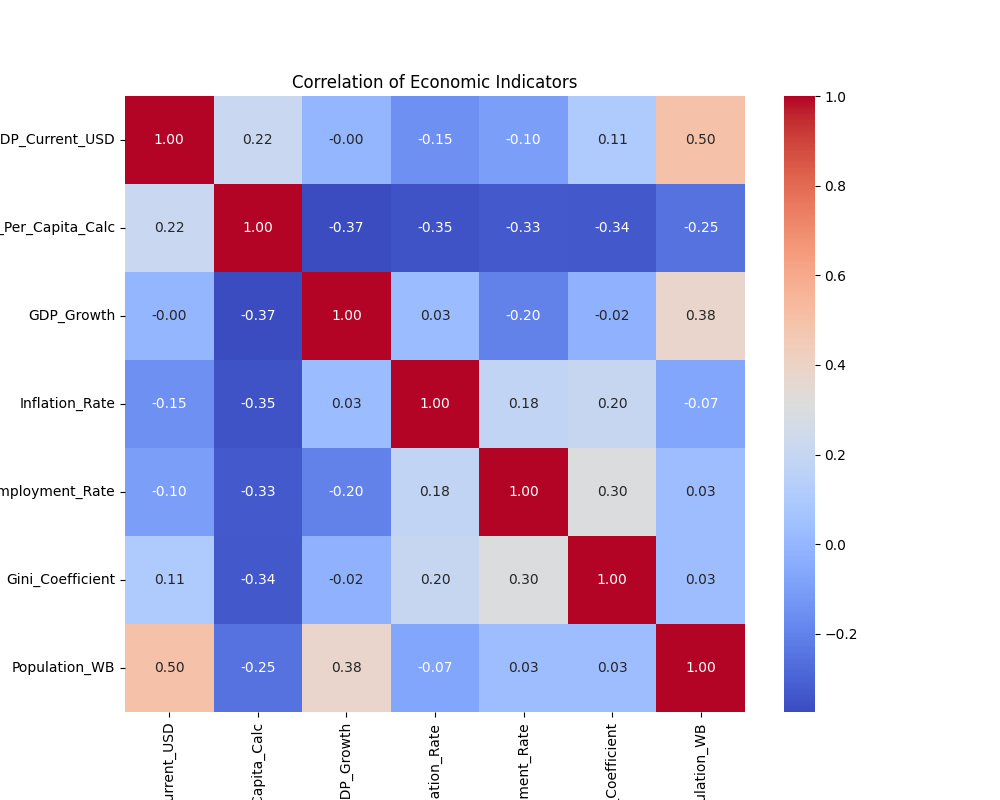 Correlation of Economic Indicators
DP_Current_USD 1.00 0.22 -0.00 -0.15 -0.10 0.11 0.50
_Per_Capita_Calc 0.22 1.00 -0.37 -0.35 -0.33 -0.34 -0.25
GDP_Growth -0.00 -0.37 1.00 0.03 -0.20 -0.02 0.38
Inflation_Rate -0.15 -0.35 0.03 1.00 0.18 0.20 -0.07
mployment_Rate -0.10 -0.33 -0.20 0.18 1.00 0.30 0.03
Gini_Coefficient 0.11 -0.34 -0.02 0.20 0.30 1.00 0.03
Population_WB 0.50 -0.25 0.38 -0.07 0.03 0.03 1.00
urrent_USD
Capita_Calc
DP_Growth
ation_Rate
ment_Rate
_Coefficient
ulation_WB
1.0
0.8
0.6
0.4
0.2
0.0
−0.2